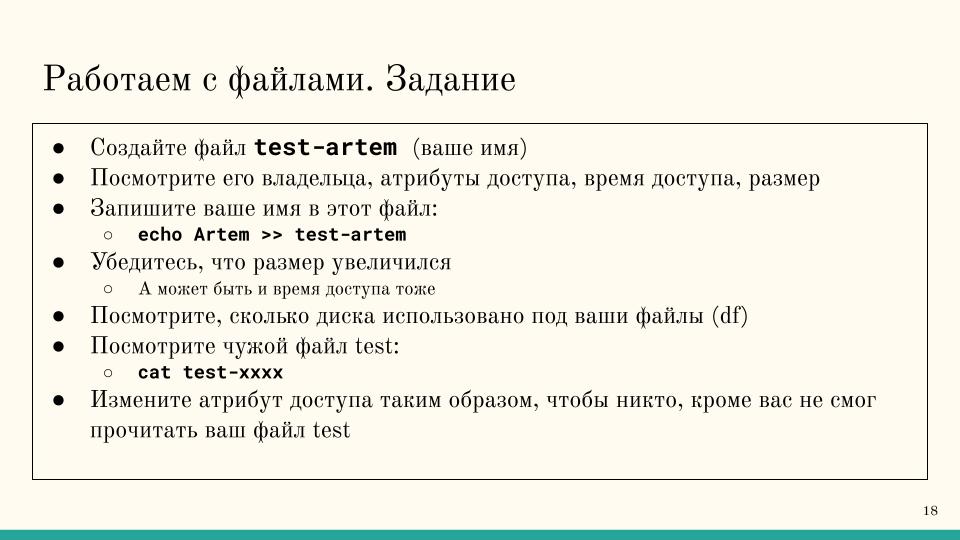 Работаем с файлами. Задание
● Создайте файл test-artem (ваше имя)
● Посмотрите его владельца, атрибуты доступа, время доступа, размер
● Запишите ваше имя в этот файл:
○ echo Artem >> test-artem
● Убедитесь, что размер увеличился
○ А может быть и время доступа тоже
● Посмотрите, сколько диска использовано под ваши файлы (df)
● Посмотрите чужой файл test:
○ cat test-xxxx
● Измените атрибут доступа таким образом, чтобы никто, кроме вас не смог
прочитать ваш файл test
18